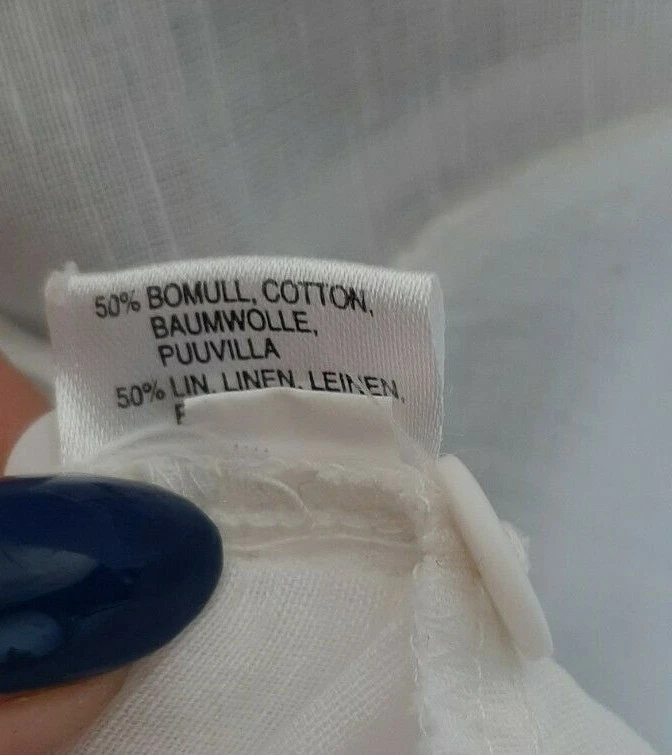 50% BOMULL, COTTON,
BAUMWOLLE,
PUUVILLA
50% LIN, LINEN, LEINEN,